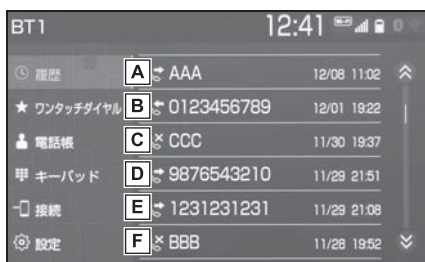 BT1 12:41 Wi-Fi
履歴 A AAA 12/08 11:02
ワンタッチダイヤル B 0123456789 12/01 19:22
電話帳 C CCC 11/30 19:37
キーパッド D 9876543210 11/29 21:51
接続 E 1231231231 11/29 21:08
設定 F BBB 11/28 19:52